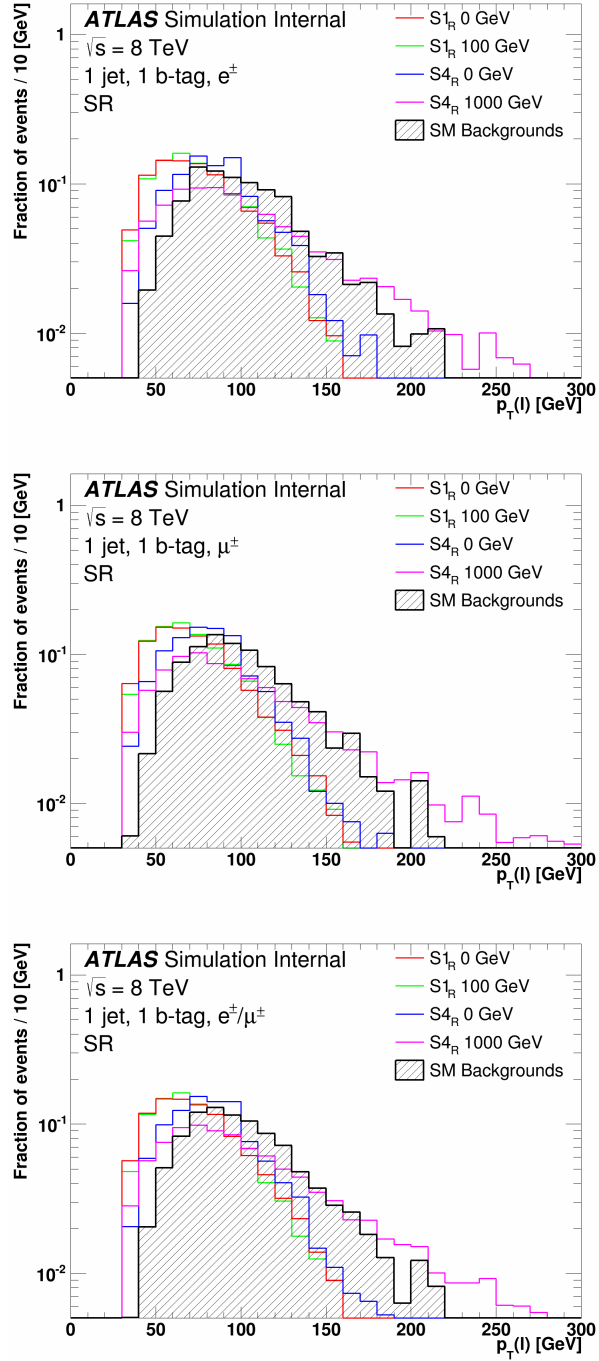 ATLAS Simulation Internal
√s = 8 TeV
1 jet, 1 b-tag, e±
SR
S1R 0 GeV
S1R 100 GeV
S4R 0 GeV
S4R 1000 GeV
SM Backgrounds
Fraction of events / 10 [GeV]
1
10⁻¹
10⁻²
0 50 100 150 200 250 300
pT(l) [GeV]
ATLAS Simulation Internal
√s = 8 TeV
1 jet, 1 b-tag, μ±
SR
S1R 0 GeV
S1R 100 GeV
S4R 0 GeV
S4R 1000 GeV
SM Backgrounds
Fraction of events / 10 [GeV]
1
10⁻¹
10⁻²
0 50 100 150 200 250 300
pT(l) [GeV]
ATLAS Simulation Internal
√s = 8 TeV
1 jet, 1 b-tag, e±/μ±
SR
S1R 0 GeV
S1R 100 GeV
S4R 0 GeV
S4R 1000 GeV
SM Backgrounds
Fraction of events / 10 [GeV]
1
10⁻¹
10⁻²
0 50 100 150 200 250 300
pT(l) [GeV]